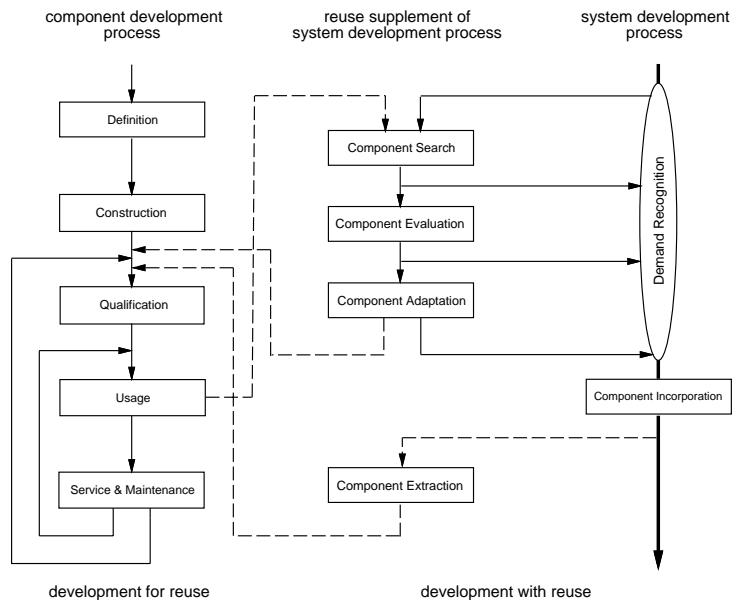 component development
process
reuse supplement of
system development process
system development
process
Definition
Construction
Qualification
Usage
Service & Maintenance
Component Search
Component Evaluation
Component Adaptation
Component Extraction
Demand Recognition
Component Incorporation
development for reuse
development with reuse